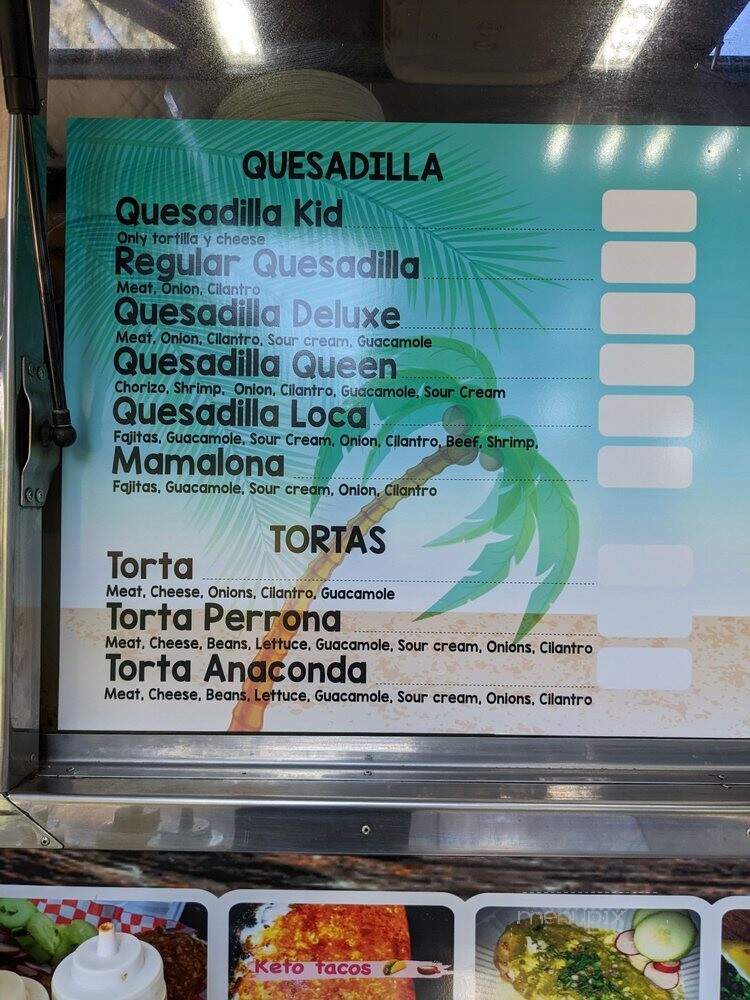 QUESADILLA
Quesadilla Kid
Only tortilla y cheese
Regular Quesadilla
Meat, Onion, Cilantro
Quesadilla Deluxe
Meat, Onion, Cilantro, Sour cream, Guacamole
Quesadilla Queen
Chorizo, Shrimp, Onion, Cilantro, Guacamole, Sour Cream
Quesadilla Loca
Fajitas, Guacamole, Sour Cream, Onion, Cilantro, Beef, Shrimp,
Mamalona
Fajitas, Guacamole, Sour cream, Onion, Cilantro
TORTAS
Torta
Meat, Cheese, Onions, Cilantro, Guacamole
Torta Perrona
Meat, Cheese, Beans, Lettuce, Guacamole, Sour cream, Onions, Cilantro
Torta Anaconda
Meat, Cheese, Beans, Lettuce, Guacamole, Sour cream, Onions, Cilantro
menupix
Keto tacos